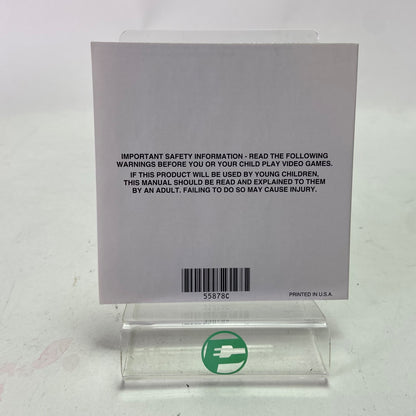 IMPORTANT SAFETY INFORMATION - READ THE FOLLOWING
WARNINGS BEFORE YOU OR YOUR CHILD PLAY VIDEO GAMES.
IF THIS PRODUCT WILL BE USED BY YOUNG CHILDREN,
THIS MANUAL SHOULD BE READ AND EXPLAINED TO THEM
BY AN ADULT. FAILING TO DO SO MAY CAUSE INJURY.
55878C
PRINTED IN U.S.A.